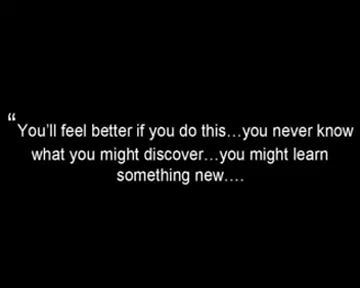 “You’ll feel better if you do this…you never know
what you might discover…you might learn
something new….